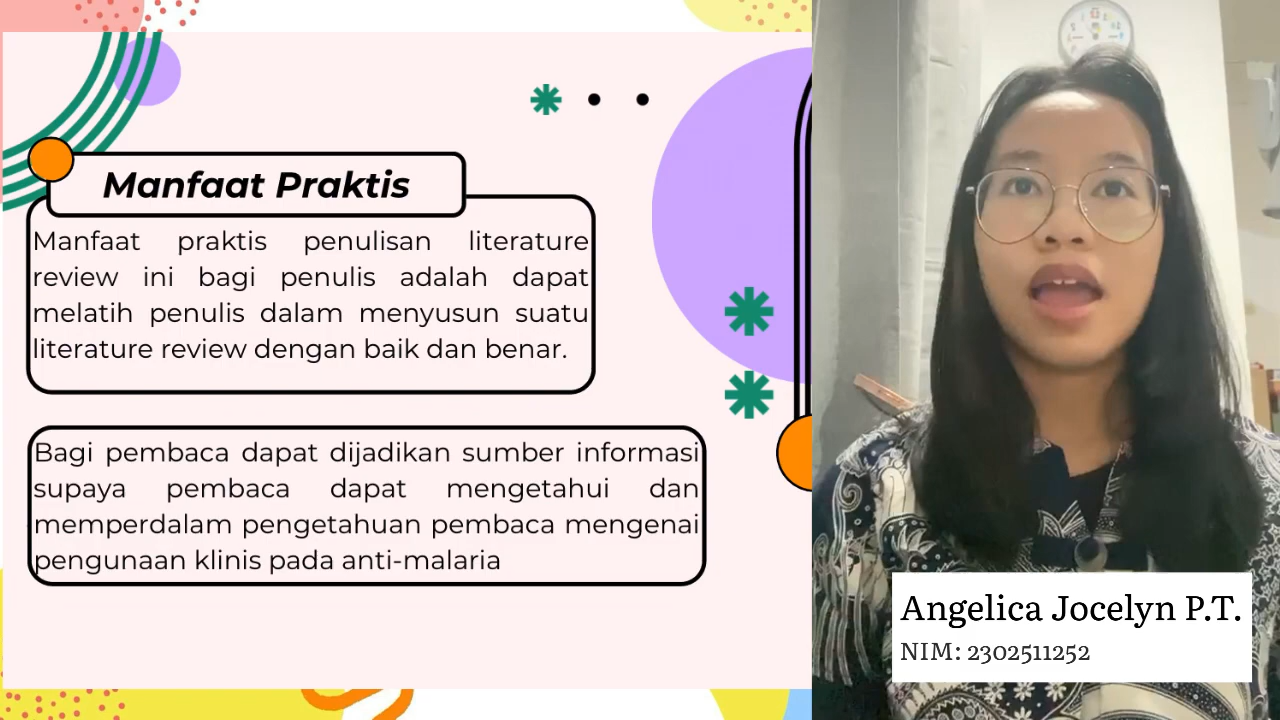 Manfaat Praktis
Manfaat praktis penulisan literature
review ini bagi penulis adalah dapat
melatih penulis dalam menyusun suatu
literature review dengan baik dan benar.
Bagi pembaca dapat dijadikan sumber informasi
supaya pembaca dapat mengetahui dan
memperdalam pengetahuan pembaca mengenai
pengunaan klinis pada anti-malaria
Angelica Jocelyn P.T.
NIM: 2302511252